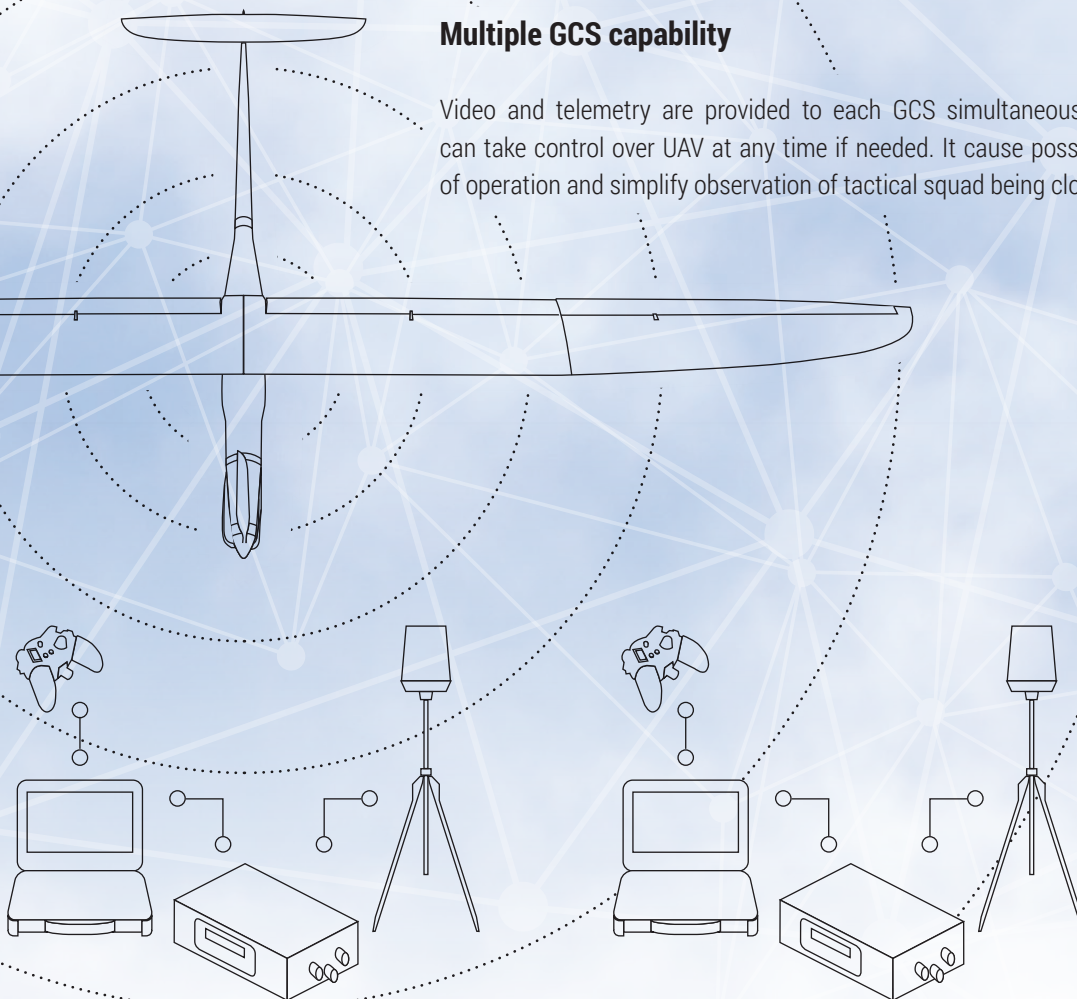 Multiple GCS capability
Video and telemetry are provided to each GCS simultaneous
can take control over UAV at any time if needed. It cause poss
of operation and simplify observation of tactical squad being clo